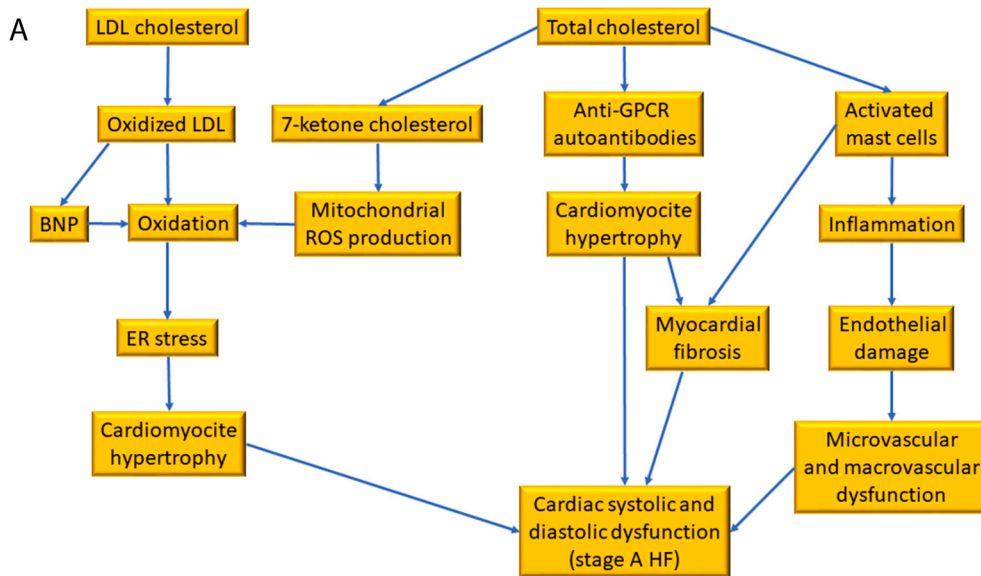 A
LDL cholesterol
Total cholesterol
Oxidized LDL
7-ketone cholesterol
Anti-GPCR
autoantibodies
Activated
mast cells
BNP
Oxidation
Mitochondrial
ROS production
Cardiomyocite
hypertrophy
Inflammation
ER stress
Myocardial
fibrosis
Endothelial
damage
Cardiomyocite
hypertrophy
Microvascular
and macrovascular
dysfunction
Cardiac systolic and
diastolic dysfunction
(stage A HF)